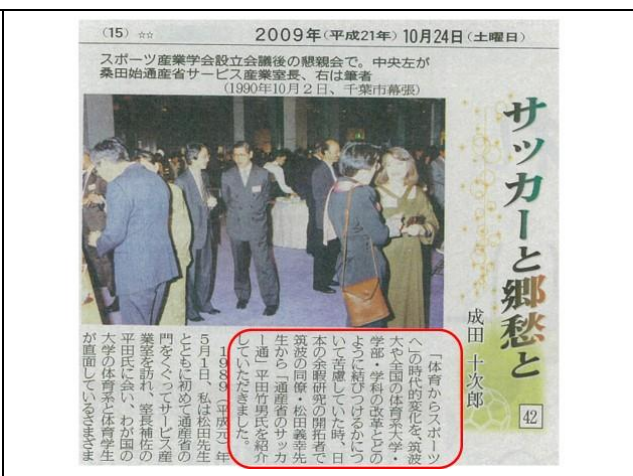 (15) ☆☆
2009年(平成21年) 10月24日(土曜日)
スポーツ産業学会設立会議後の懇親会で。中央左が
桑田始通産省サービス産業室長、右は筆者
(1990年10月2日、千葉市幕張)
サッカーと郷愁と
成田 十次郎
42
「体育からスポーツ
へ」の時代的変化を、筑波
大や全国の体育系大学・
学部・学科の改革とどの
ように結びつけるかにつ
いて苦慮していた時、日
本の余暇研究の開拓者で
筑波の同僚・松田義幸先
生から「通産省のサッカ
ー通」平田竹男氏を紹介
していただきました。
1989（平成元）年
5月1日、私は松田先生
とともに初めて通産省の
門をくぐってサービス産
業室を訪れ、室長補佐の
平田氏に会い、わが国の
大学の体育系と体育学生
が直面しているさまざま